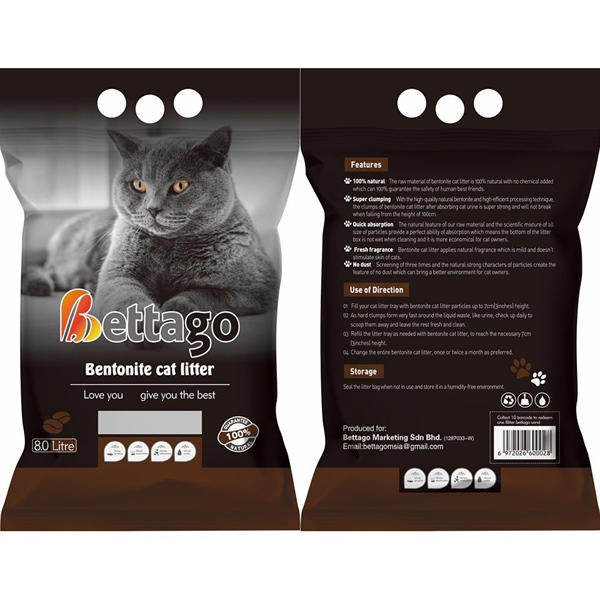 Bettago
Bentonite cat litter
Love you give you the best
GUARANTEE
100%
NATURAL
8.0 Litre
Features
100% natural The raw material of bentonite cat litter is 100% natural with no chemical added
which can 100% guarantee the safety of human best friends.
Super clumping With the high-quality natural bentonite and high-efficient processing technique,
the clumps of bentonite cat litter after absorbing cat urine is super strong and will not break
when falling from the height of 100cm.
Quick absorption The natural feature of our raw material and the scientific mixture of all
size of particles provide a perfect ability of absorption which means the bottom of the litter
box is not wet when cleaning and it is more economical for cat owners.
Fresh fragrance Bentonite cat litter applies natural fragrance which is mild and doesn't
stimulate skin of cats.
No dust Screening of three times and the natural strong characters of particles create the
feature of no dust which can bring a better environment for cat owners.
Use of Direction
01 Fill your cat litter tray with bentonite cat litter particles up to 7cm(3inches) height.
02 As hard clumps form very fast around the liquid waste, like urine, check up daily to
scoop them away and leave the rest fresh and clean.
03 Refill the litter tray as needed with bentonite cat litter, to reach the necessary 7cm
(3inches) height.
04 Change the entire bentonite cat litter, once or twice a month as preferred.
Storage
Seal the litter bag when not in use and store it in a humidity-free environment.
Collect 10 barcode to redeem
one 8liter bettago sand
Produced for:
Bettago Marketing Sdn Bhd. (1287033-W)
Email:bettagomsia@gmail.com
6 972026 600028